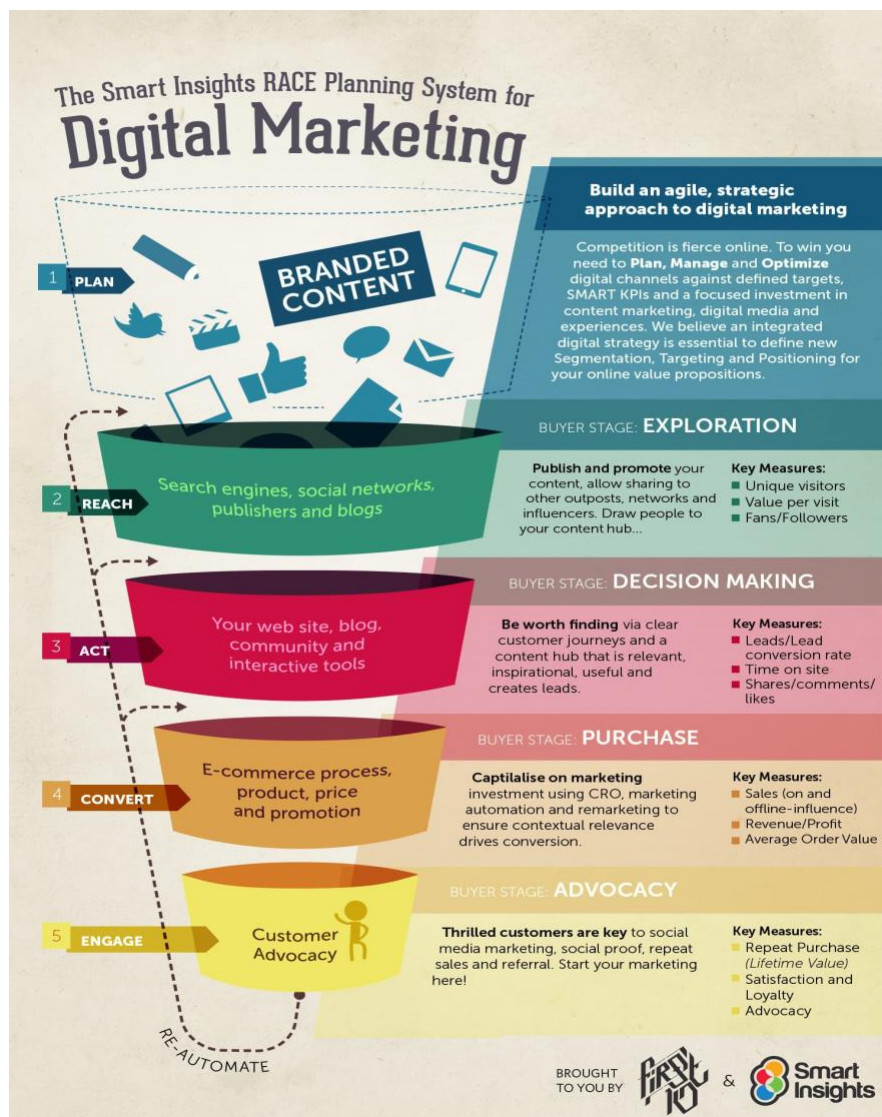 The Smart Insights RACE Planning System for
Digital Marketing
Build an agile, strategic
approach to digital marketing
Competition is fierce online. To win you
need to Plan, Manage and Optimize
digital channels against defined targets,
SMART KPIs and a focused investment in
content marketing, digital media and
experiences. We believe an integrated
digital strategy is essential to define new
Segmentation, Targeting and Positioning for
your online value propositions.
1 PLAN
BRANDED
CONTENT
2 REACH
Search engines, social networks,
publishers and blogs
BUYER STAGE: EXPLORATION
Publish and promote your
content, allow sharing to
other outposts, networks and
influencers. Draw people to
your content hub...
Key Measures:
Unique visitors
Value per visit
Fans/Followers
3 ACT
Your web site, blog,
community and
interactive tools
BUYER STAGE: DECISION MAKING
Be worth finding via clear
customer journeys and a
content hub that is relevant,
inspirational, useful and
creates leads.
Key Measures:
Leads/Lead
conversion rate
Time on site
Shares/comments/
likes
4 CONVERT
E-commerce process,
product, price
and promotion
BUYER STAGE: PURCHASE
Captilalise on marketing
investment using CRO, marketing
automation and remarketing to
ensure contextual relevance
drives conversion.
Key Measures:
Sales (on and
offline-influence)
Revenue/Profit
Average Order Value
5 ENGAGE
Customer
Advocacy
BUYER STAGE: ADVOCACY
Thrilled customers are key to social
media marketing, social proof, repeat
sales and referral. Start your marketing
here!
Key Measures:
Repeat Purchase
(Lifetime Value)
Satisfaction and
Loyalty
Advocacy
RE-AUTOMATE
BROUGHT
TO YOU BY
FIRST
10
&
Smart
Insights